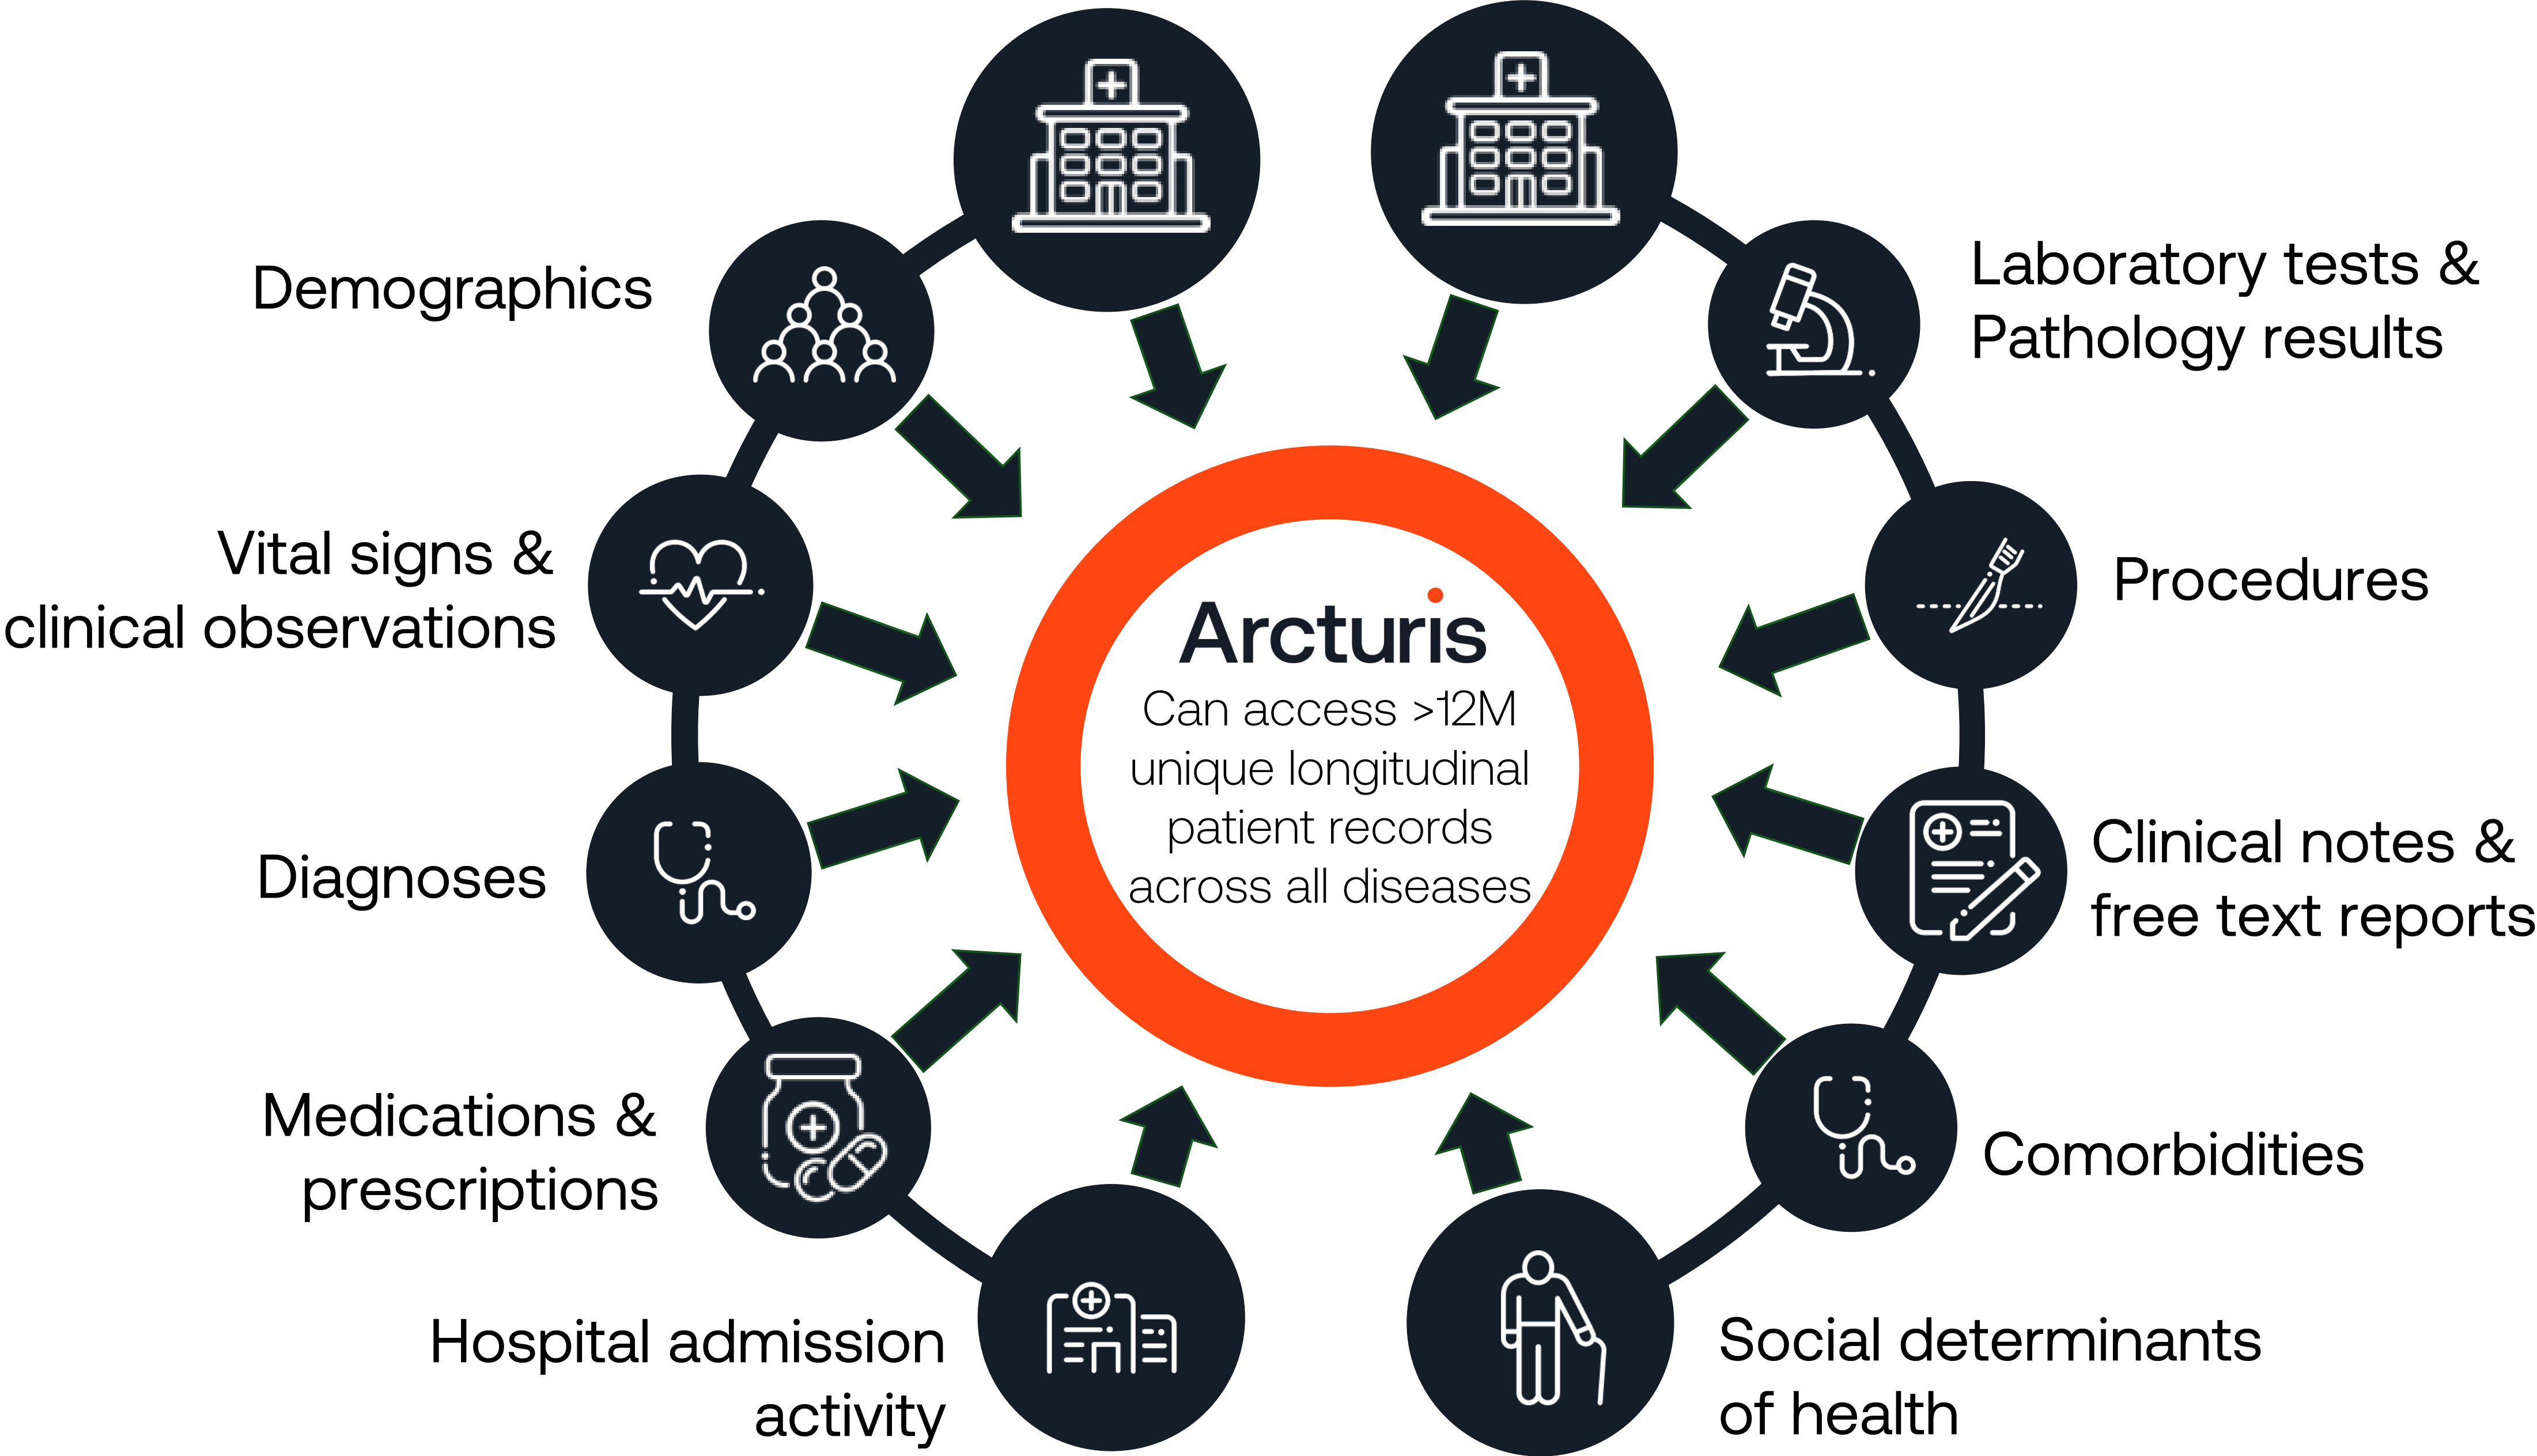 Demographics
Vital signs &
clinical observations
Diagnoses
Medications &
prescriptions
Hospital admission
activity
Arcturis
Can access >12M
unique longitudinal
patient records
across all diseases
Laboratory tests &
Pathology results
Procedures
Clinical notes &
free text reports
Comorbidities
Social determinants
of health